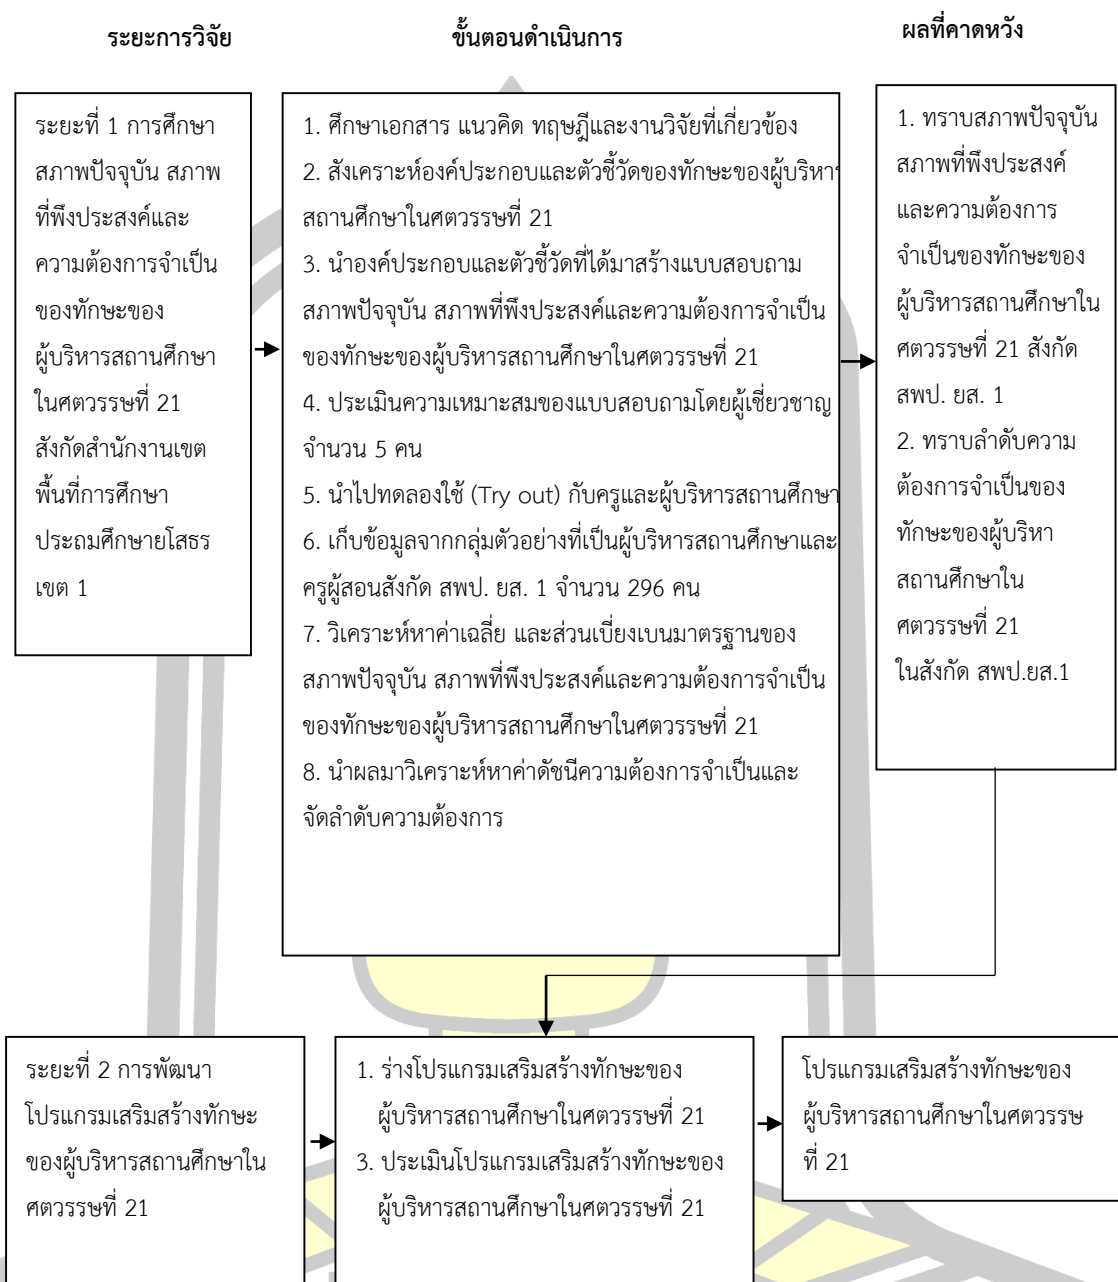 ระยะการวิจัย
ขั้นตอนดำเนินการ
ผลที่คาดหวัง
ระยะที่ 1 การศึกษา
สภาพปัจจุบัน สภาพ
ที่พึงประสงค์และ
ความต้องการจำเป็น
ของทักษะของ
ผู้บริหารสถานศึกษา
ในศตวรรษที่ 21
สังกัดสำนักงานเขต
พื้นที่การศึกษา
ประถมศึกษายโสธร
เขต 1
1. ศึกษาเอกสาร แนวคิด ทฤษฎีและงานวิจัยที่เกี่ยวข้อง
2. สังเคราะห์องค์ประกอบและตัวชี้วัดของทักษะของผู้บริหาร
สถานศึกษาในศตวรรษที่ 21
3. นำองค์ประกอบและตัวชี้วัดที่ได้มาสร้างแบบสอบถาม
สภาพปัจจุบัน สภาพที่พึงประสงค์และความต้องการจำเป็น
ของทักษะของผู้บริหารสถานศึกษาในศตวรรษที่ 21
4. ประเมินความเหมาะสมของแบบสอบถามโดยผู้เชี่ยวชาญ
จำนวน 5 คน
5. นำไปทดลองใช้ (Try out) กับครูและผู้บริหารสถานศึกษา
6. เก็บข้อมูลจากกลุ่มตัวอย่างที่เป็นผู้บริหารสถานศึกษาและ
ครูผู้สอนสังกัด สพป. ยส. 1 จำนวน 296 คน
7. วิเคราะห์หาค่าเฉลี่ย และส่วนเบี่ยงเบนมาตรฐานของ
สภาพปัจจุบัน สภาพที่พึงประสงค์และความต้องการจำเป็น
ของทักษะของผู้บริหารสถานศึกษาในศตวรรษที่ 21
8. นำผลมาวิเคราะห์หาค่าดัชนีความต้องการจำเป็นและ
จัดลำดับความต้องการ
1. ทราบสภาพปัจจุบัน
สภาพที่พึงประสงค์
และความต้องการ
จำเป็นของทักษะของ
ผู้บริหารสถานศึกษาใน
ศตวรรษที่ 21 สังกัด
สพป. ยส. 1
2. ทราบลำดับความ
ต้องการจำเป็นของ
ทักษะของผู้บริหา
สถานศึกษาใน
ศตวรรษที่ 21
ในสังกัด สพป.ยส.1
ระยะที่ 2 การพัฒนา
โปรแกรมเสริมสร้างทักษะ
ของผู้บริหารสถานศึกษาใน
ศตวรรษที่ 21
1. ร่างโปรแกรมเสริมสร้างทักษะของ
ผู้บริหารสถานศึกษาในศตวรรษที่ 21
3. ประเมินโปรแกรมเสริมสร้างทักษะของ
ผู้บริหารสถานศึกษาในศตวรรษที่ 21
โปรแกรมเสริมสร้างทักษะของ
ผู้บริหารสถานศึกษาในศตวรรษ
ที่ 21